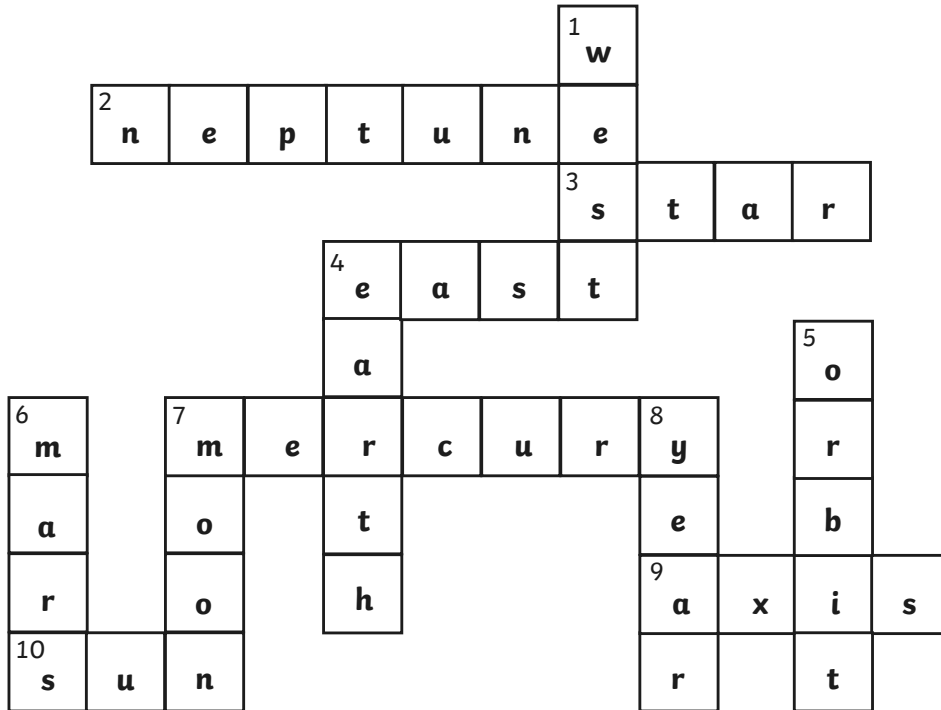 1 w
2 n e p t u n e
3 s t a r
4 e a s t
a 5 o
6 m 7 m e r c u r 8 y r
a o t e b
r o h 9 a x i s
10 s u n r t